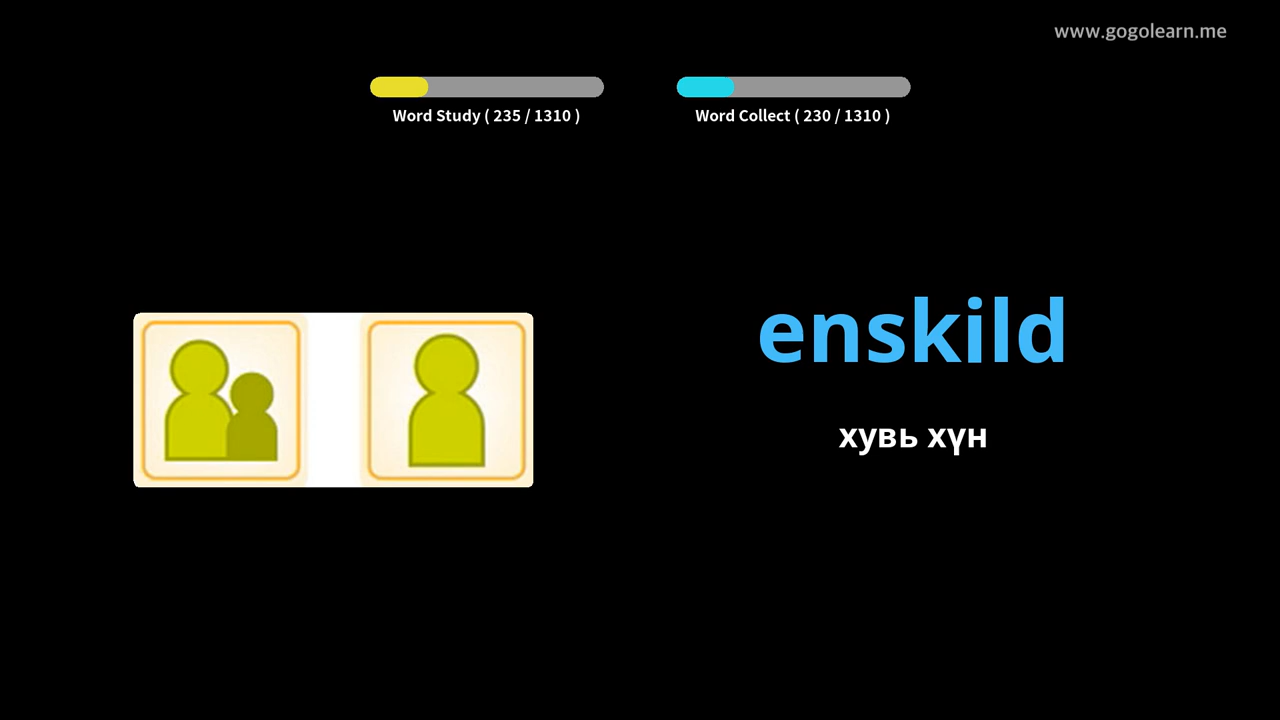 www.gogolearn.me
Word Study ( 235 / 1310 )
Word Collect ( 230 / 1310 )
enskild
хувь хүн